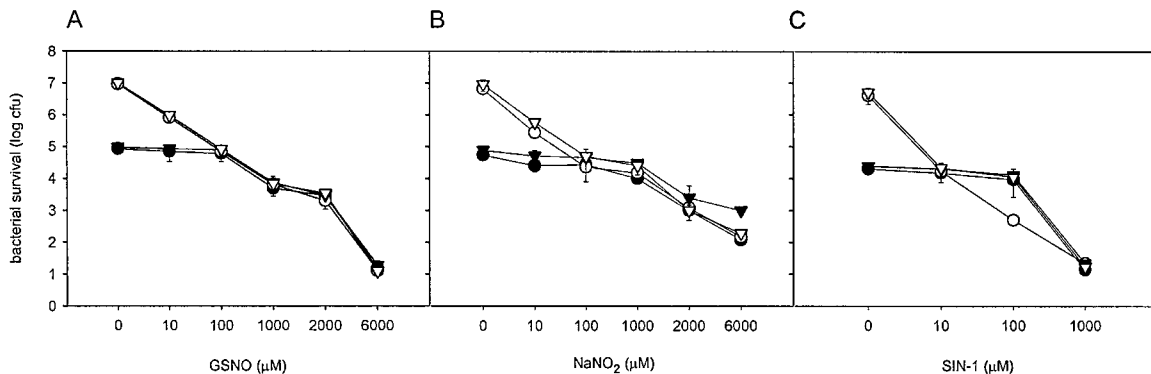 A
B
C
bacterial survival (log cfu)
8
7
6
5
4
3
2
1
0
0 10 100 1000 2000 6000
0 10 100 1000 2000 6000
0 10 100 1000
GSNO (µM)
NaNO₂ (µM)
SIN-1 (µM)